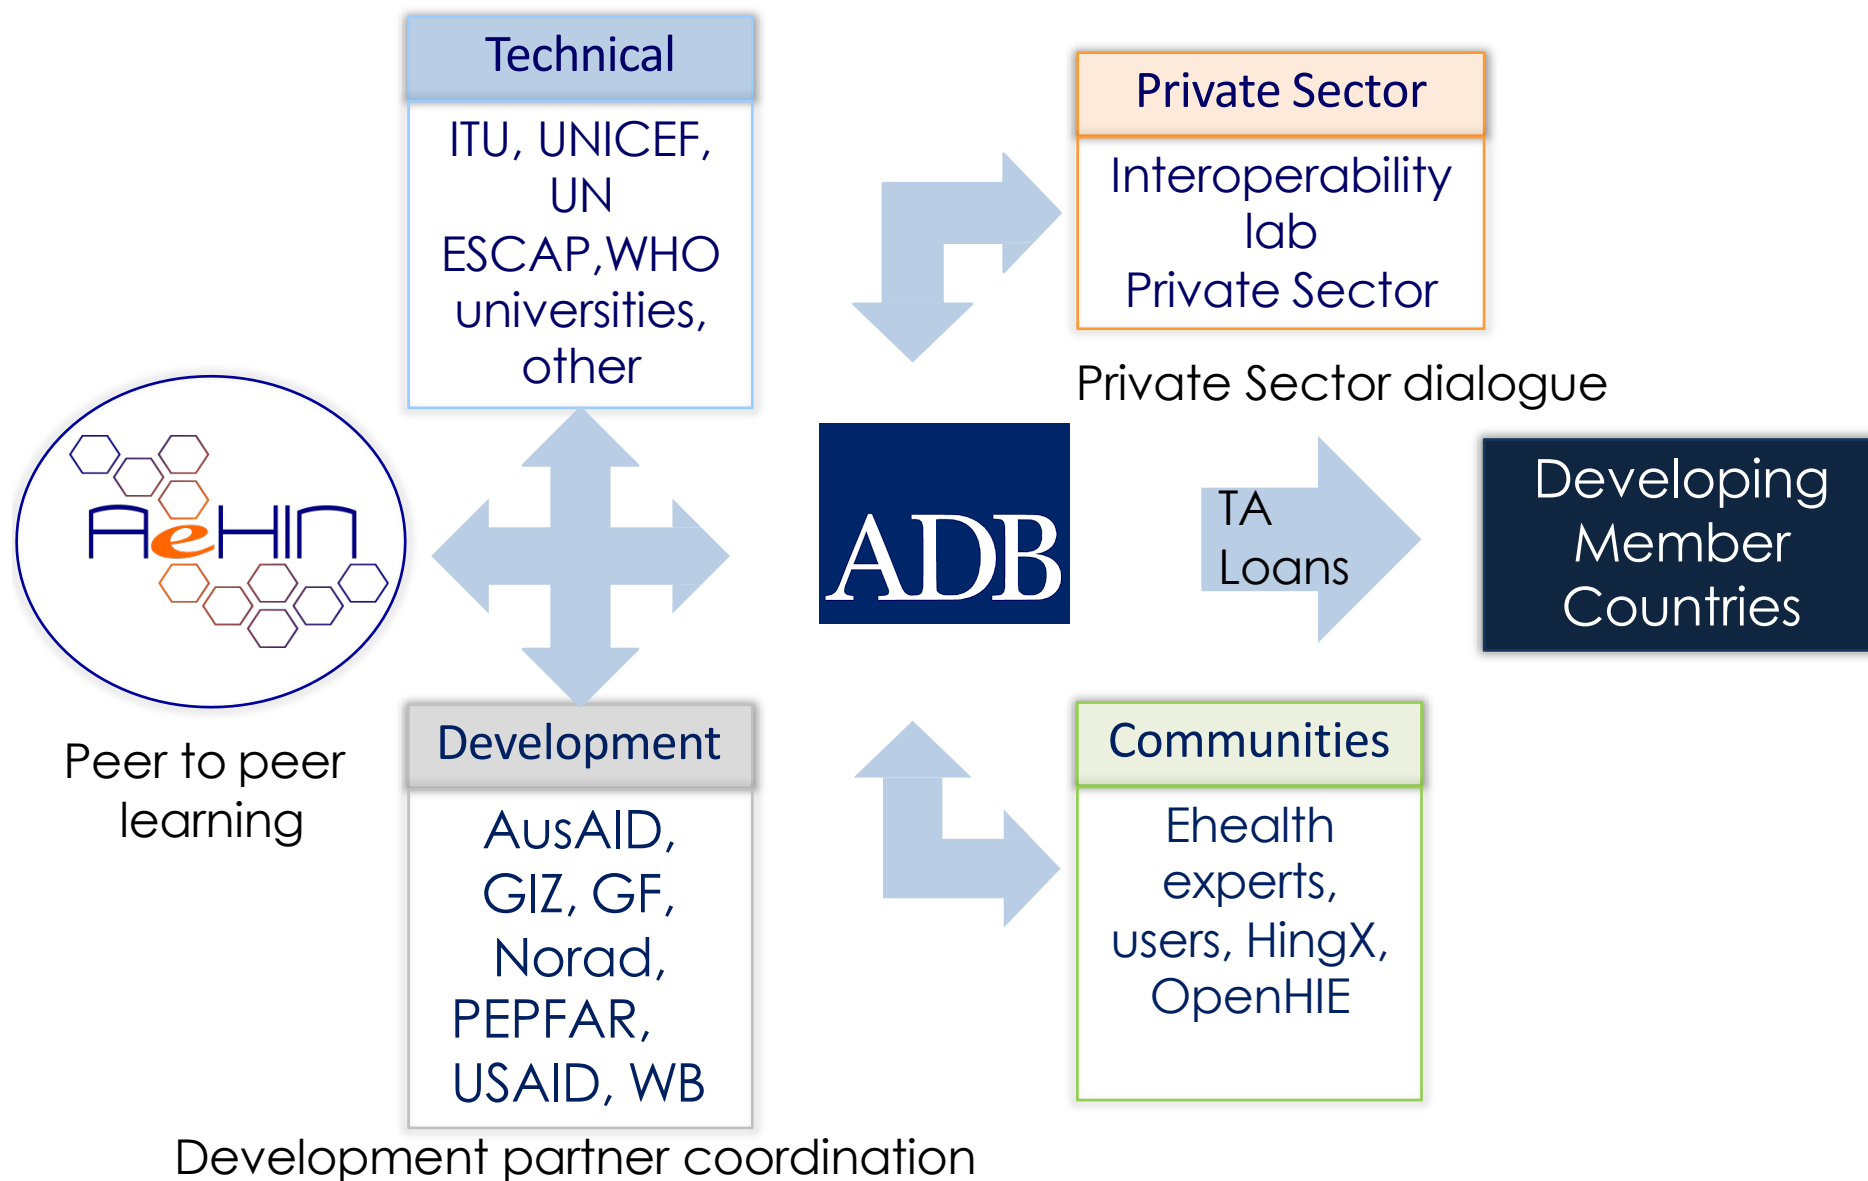 Technical
ITU, UNICEF,
UN
ESCAP,WHO
universities,
other
Private Sector
Interoperability
lab
Private Sector
Private Sector dialogue
AeHIN
Peer to peer
learning
ADB
TA
Loans
Developing
Member
Countries
Development
AusAID,
GIZ, GF,
Norad,
PEPFAR,
USAID, WB
Development partner coordination
Communities
Ehealth
experts,
users, HingX,
OpenHIE